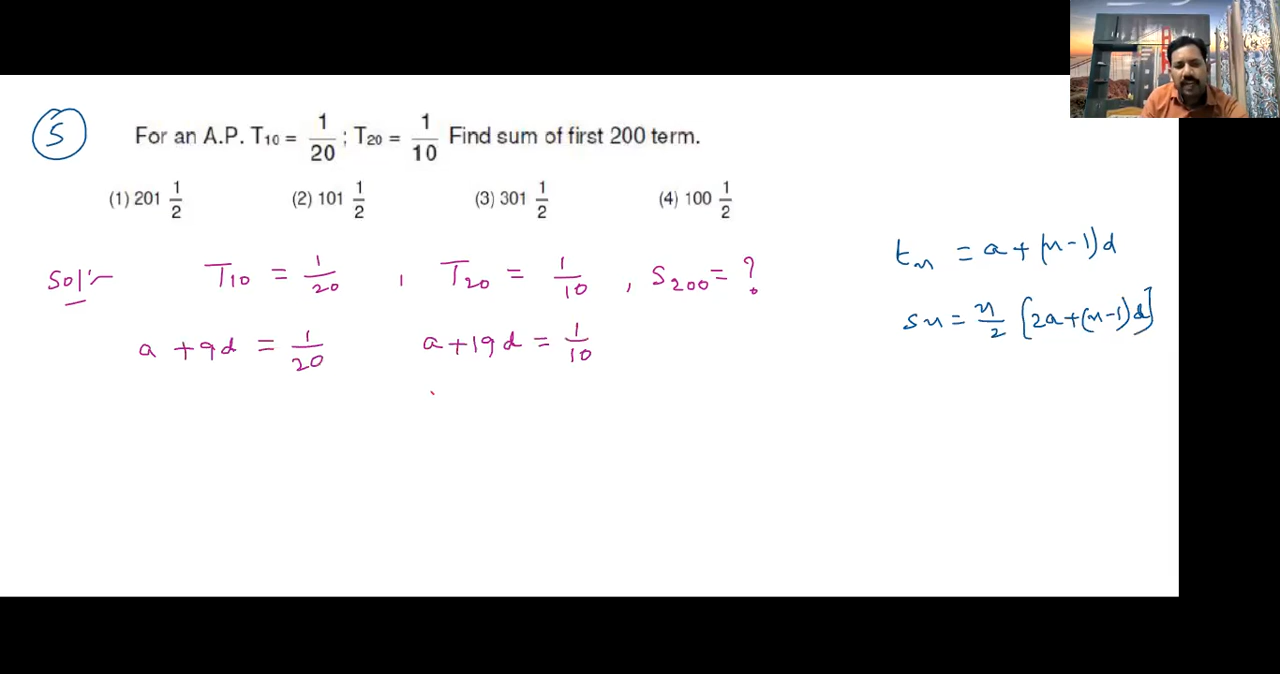 5 For an A.P. T₁₀ = 1/20 ; T₂₀ = 1/10 Find sum of first 200 term.
(1) 201 1/2 (2) 101 1/2 (3) 301 1/2 (4) 100 1/2
Sol:- T₁₀ = 1/20 , T₂₀ = 1/10 , S₂₀₀ = ?
a + 9d = 1/20 a + 19d = 1/10
tₙ = a + (n-1)d
sₙ = n/2 [2a+(n-1)d]